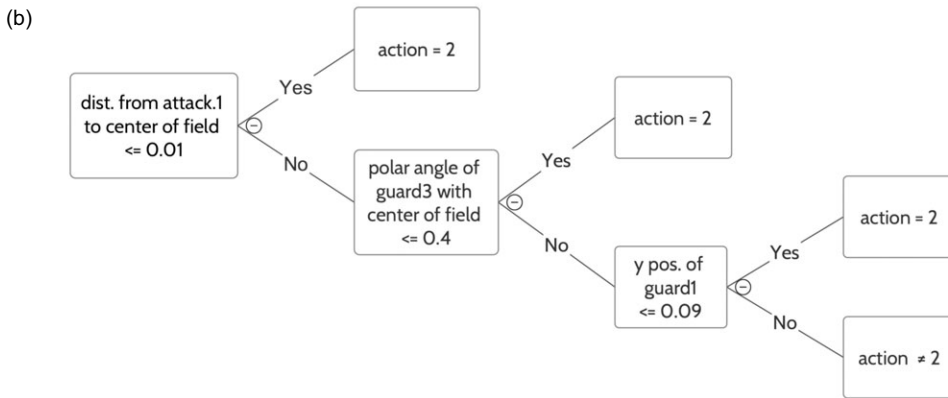 (b)
action = 2
Yes
dist. from attack.1
to center of field
<= 0.01
No
action = 2
Yes
polar angle of
guard3 with
center of field
<= 0.4
No
action = 2
Yes
y pos. of
guard1
<= 0.09
No
action ≠ 2